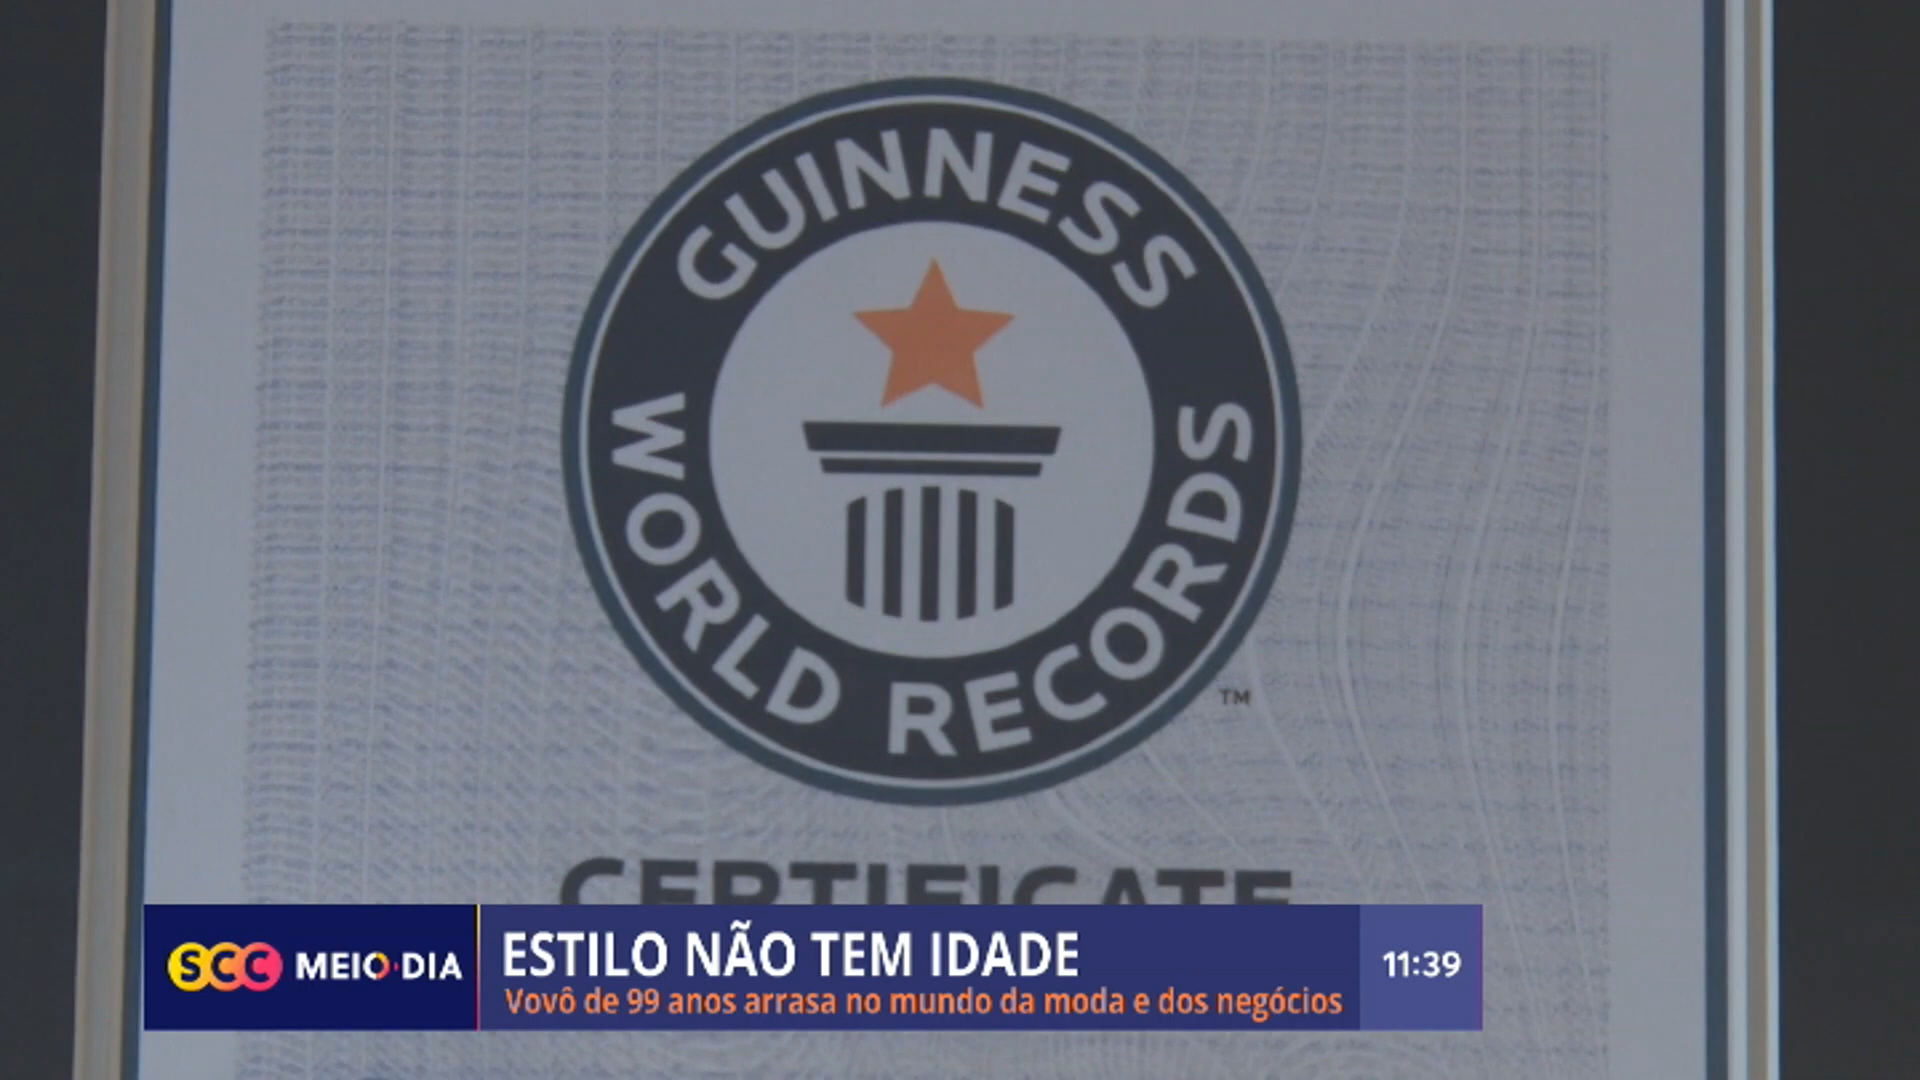 GUINNESS
WORLD RECORDS
TM
CERTIFICATE
SCC MEIO-DIA
ESTILO NÃO TEM IDADE
Vovô de 99 anos arrasa no mundo da moda e dos negócios
11:39